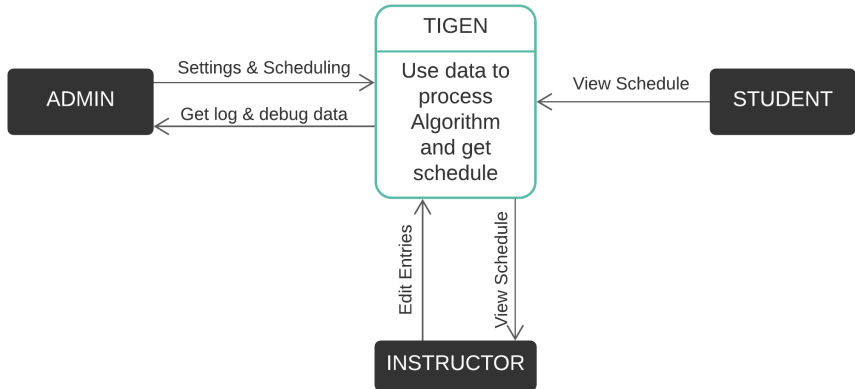 TIGEN
Settings & Scheduling
Use data to
process
Algorithm
and get
schedule
View Schedule
ADMIN
STUDENT
Get log & debug data
Edit Entries
View Schedule
INSTRUCTOR